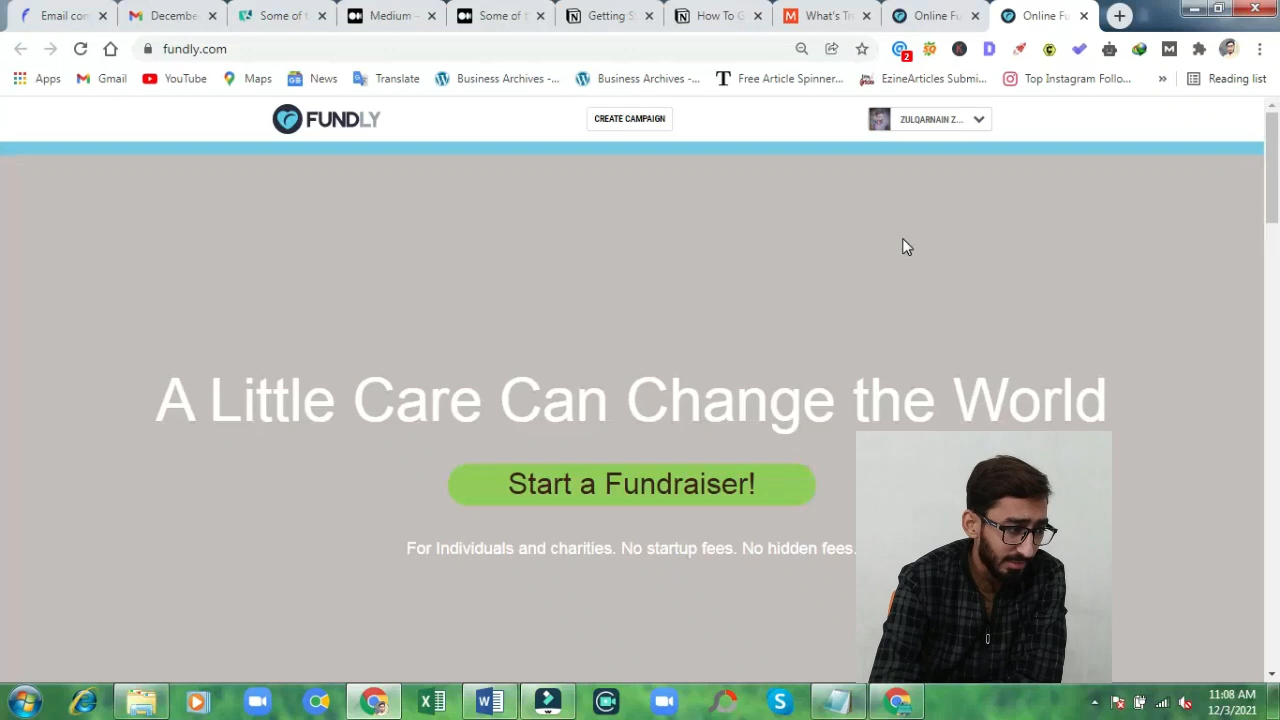 Email con
Decembe
Some of t
Medium –
Some of th
Getting S
How To G
What's Tr
Online Fu
Online Fu
fundly.com
2
Apps
Gmail
YouTube
Maps
News
Translate
Business Archives -...
Business Archives -...
Free Article Spinner...
EzineArticles Submi...
Top Instagram Follo...
»
Reading list
FUNDLY
CREATE CAMPAIGN
ZULQARNAIN Z...
A Little Care Can Change the World
Start a Fundraiser!
For Individuals and charities. No startup fees. No hidden fees.
11:08 AM
12/3/2021